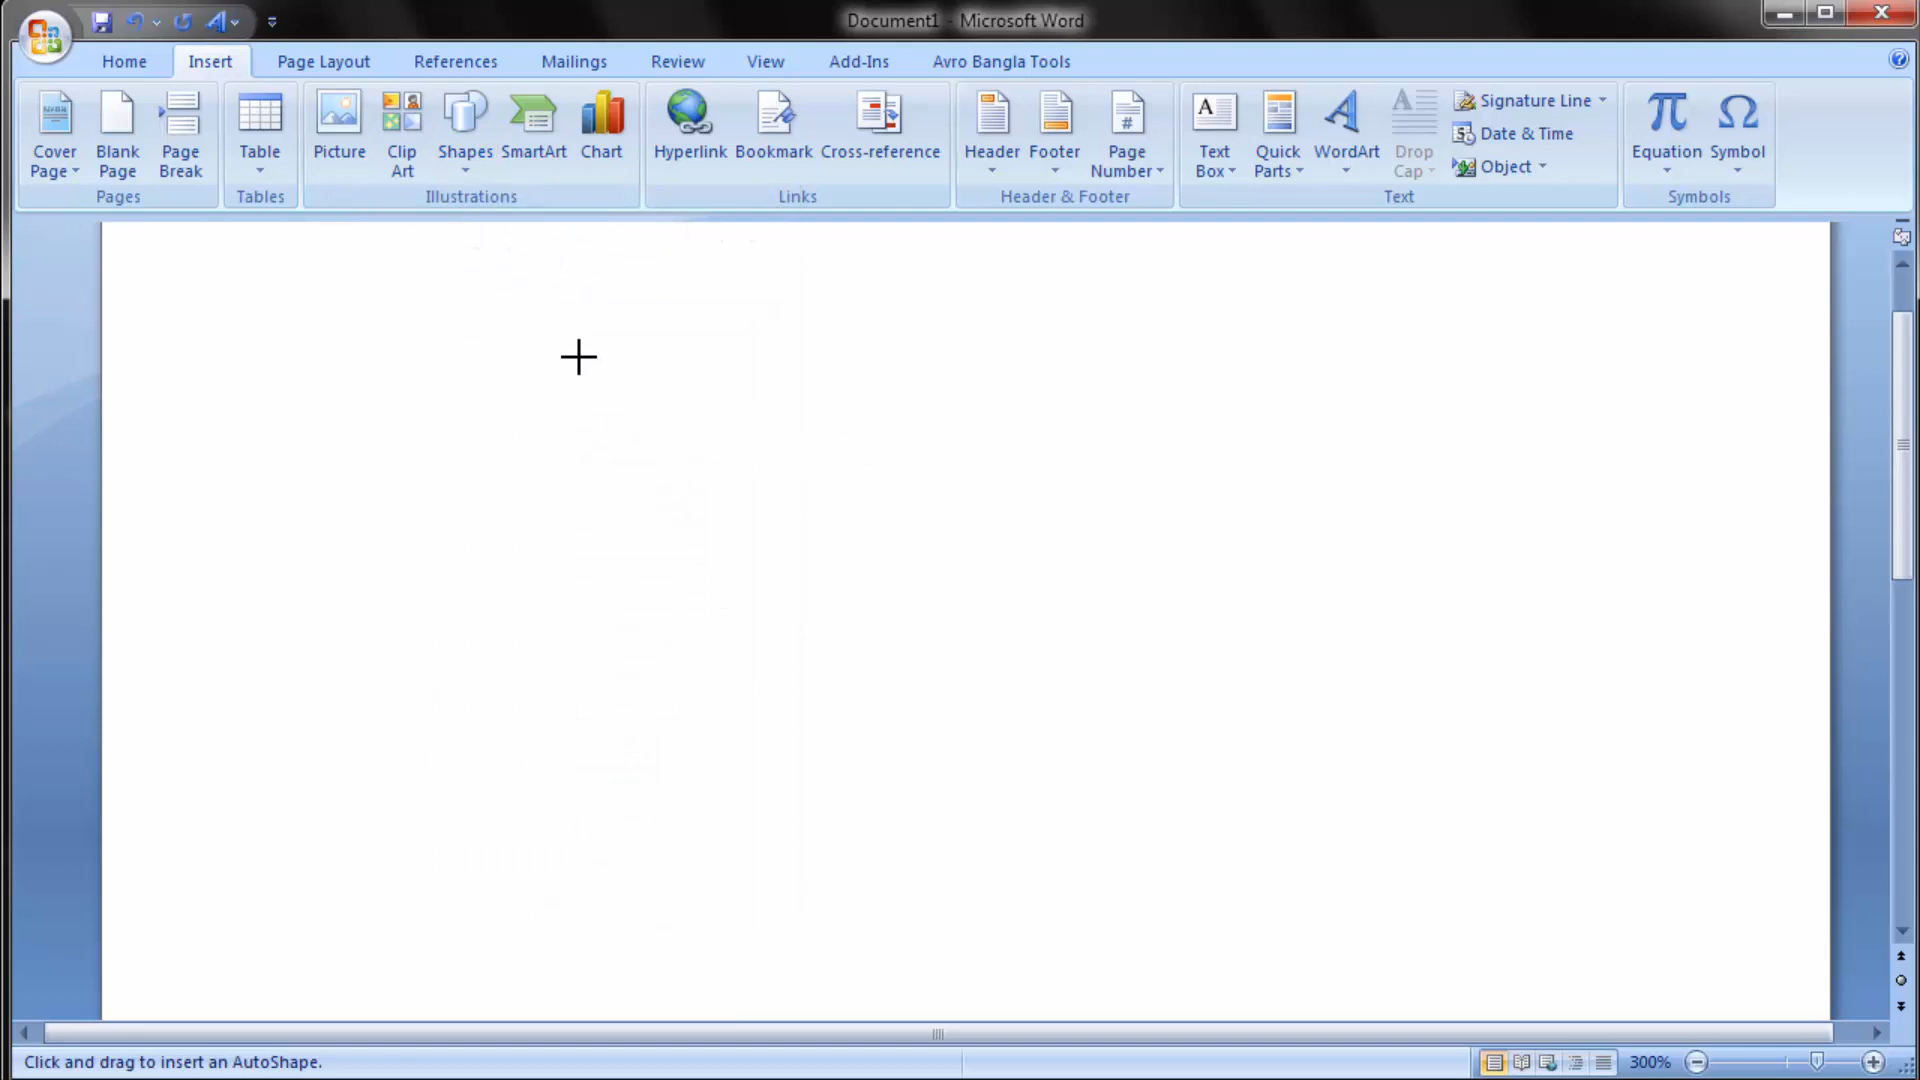 Document1 - Microsoft Word
Home Insert Page Layout References Mailings Review View Add-Ins Avro Bangla Tools
Cover Page
Blank Page
Page Break
Pages
Table
Tables
Picture
Clip Art
Shapes
SmartArt
Chart
Illustrations
Hyperlink
Bookmark
Cross-reference
Links
Header
Footer
Page Number
Header & Footer
Text Box
Quick Parts
WordArt
Drop Cap
Signature Line
Date & Time
Object
Text
Equation
Symbol
Symbols
Click and drag to insert an AutoShape.
300%